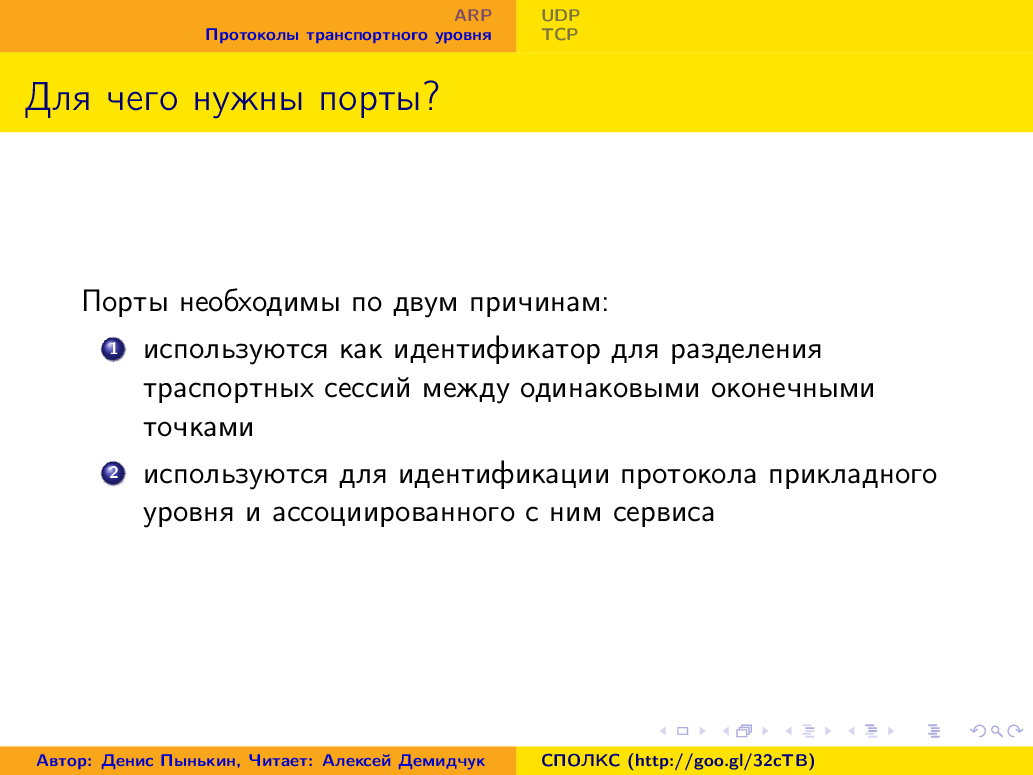 ARP
Протоколы транспортного уровня
UDP
TCP
Для чего нужны порты?
Порты необходимы по двум причинам:
1 используются как идентификатор для разделения
траспортных сессий между одинаковыми оконечными
точками
2 используются для идентификации протокола прикладного
уровня и ассоциированного с ним сервиса
Автор: Денис Пынькин, Читает: Алексей Демидчук
СПОЛКС (http://goo.gl/32cTB)